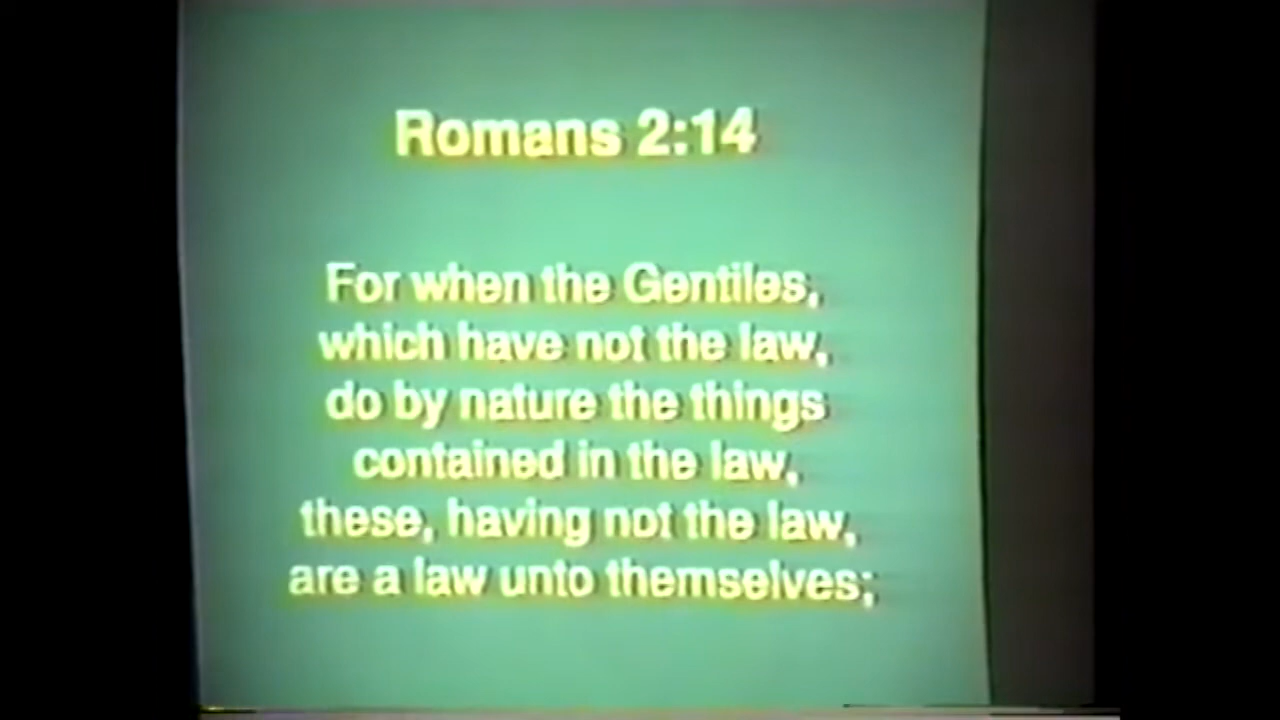 Romans 2:14
For when the Gentiles,
which have not the law,
do by nature the things
contained in the law,
these, having not the law,
are a law unto themselves;